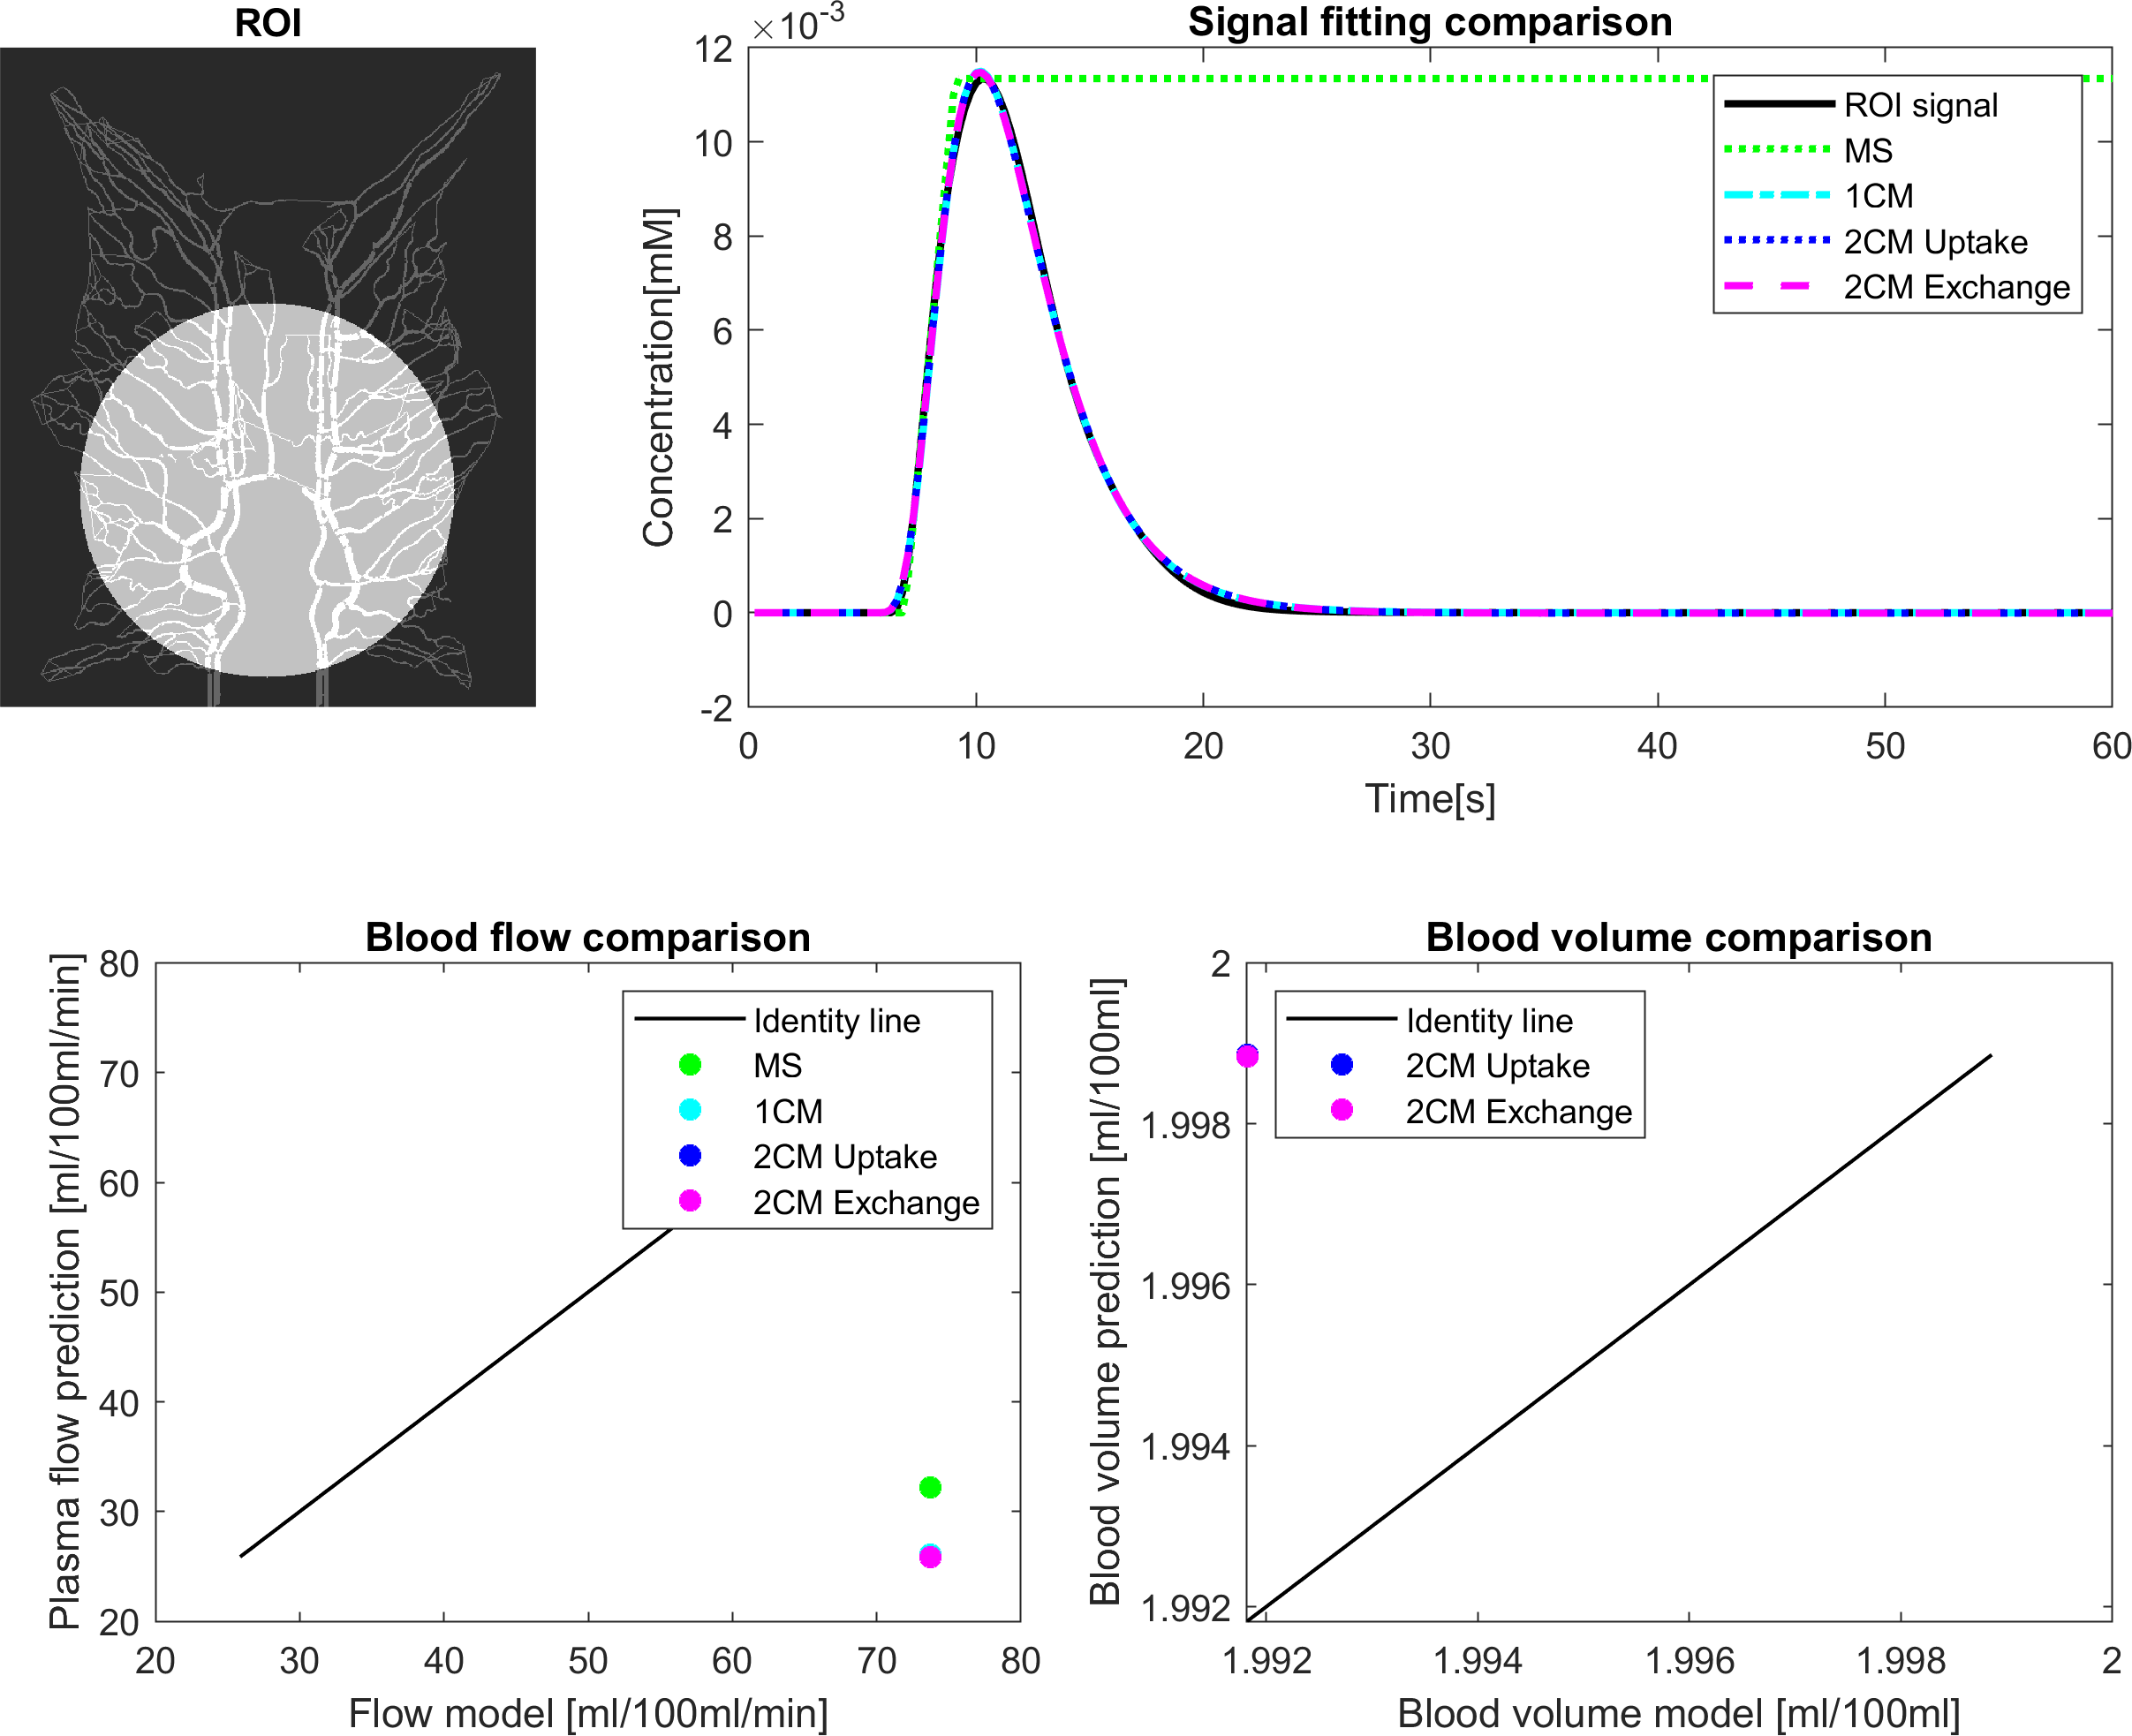 ROI
Signal fitting comparison
×10-3
12
10
8
6
4
2
0
-2
Concentration[mM]
0 10 20 30 40 50 60
Time[s]
ROI signal
MS
1CM
2CM Uptake
2CM Exchange
Blood flow comparison
80
70
60
50
40
30
20
Plasma flow prediction [ml/100ml/min]
20 30 40 50 60 70 80
Flow model [ml/100ml/min]
Identity line
MS
1CM
2CM Uptake
2CM Exchange
Blood volume comparison
2
1.998
1.996
1.994
1.992
Blood volume prediction [ml/100ml]
1.992 1.994 1.996 1.998 2
Blood volume model [ml/100ml]
Identity line
2CM Uptake
2CM Exchange